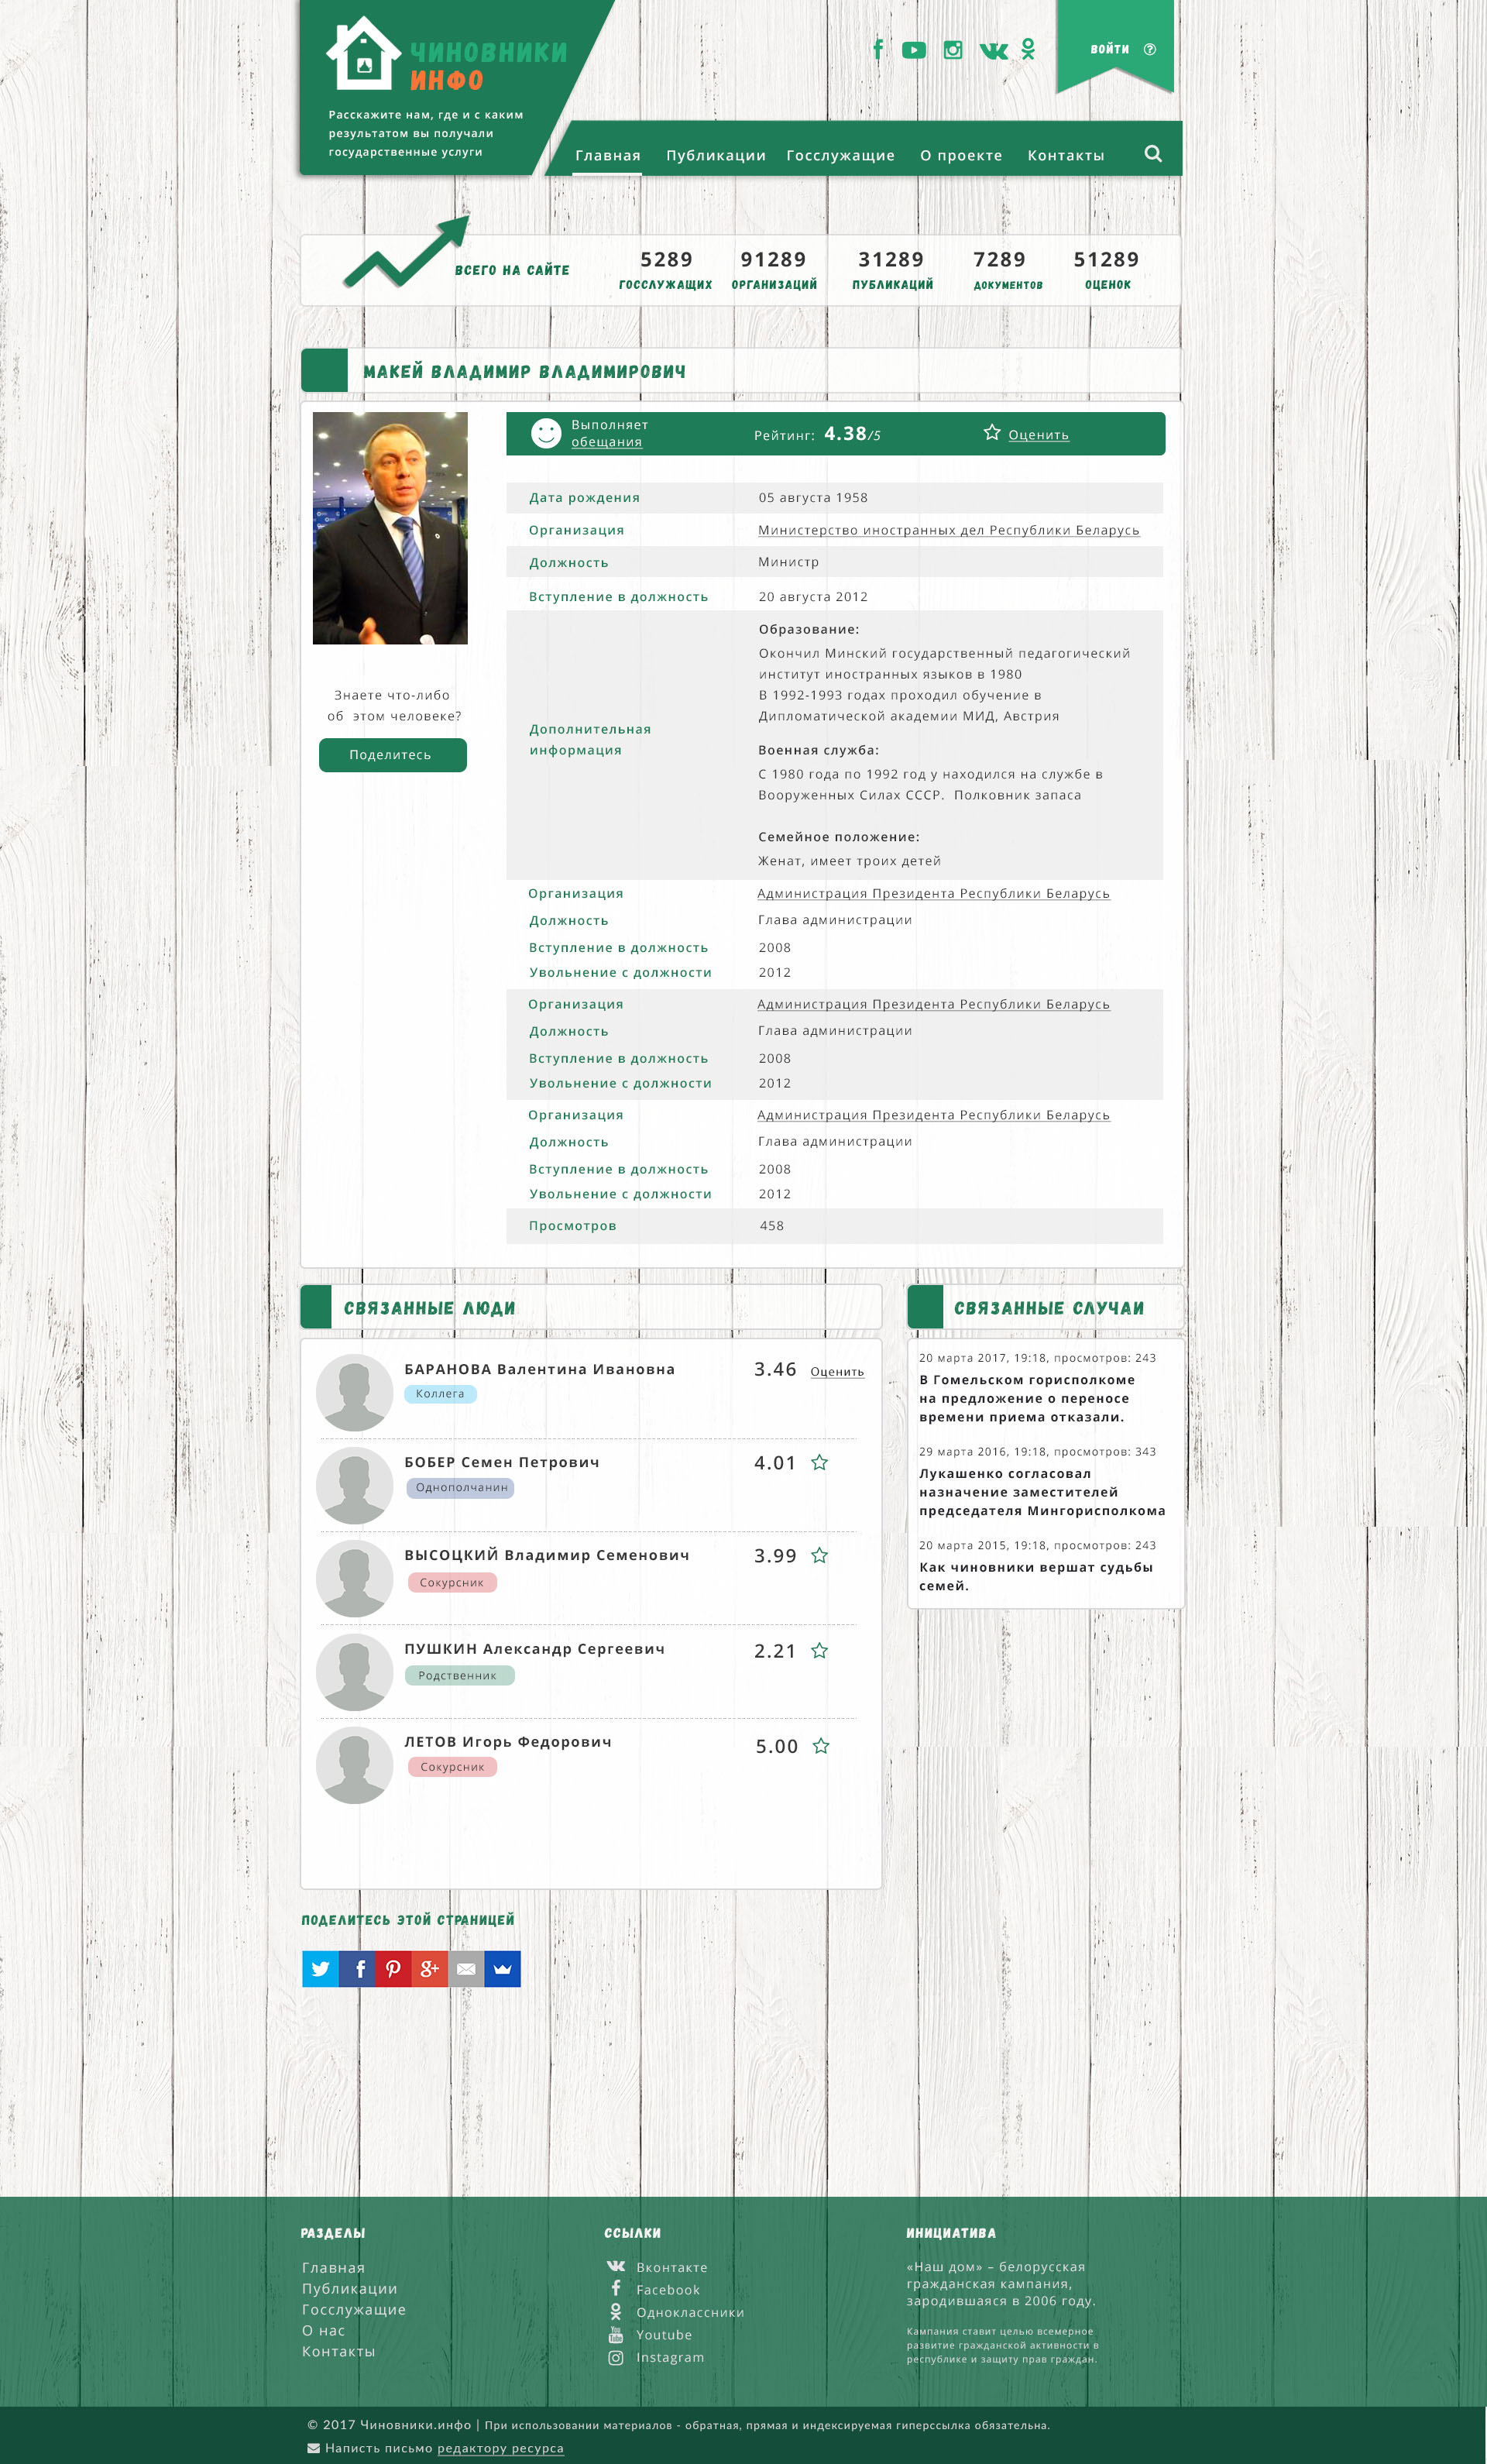 ЧИНОВНИКИ
ИНФО
Расскажите нам, где и с каким
результатом вы получали
государственные услуги
ВОЙТИ
Главная Публикации Госслужащие О проекте Контакты
ВСЕГО НА САЙТЕ
5289 91289 31289 7289 51289
ГОССЛУЖАЩИХ ОРГАНИЗАЦИЙ ПУБЛИКАЦИЙ ДОКУМЕНТОВ ОЦЕНОК
МАКЕЙ ВЛАДИМИР ВЛАДИМИРОВИЧ
Выполняет
обещания
Рейтинг: 4.38/5
Оценить
Дата рождения 05 августа 1958
Организация Министерство иностранных дел Республики Беларусь
Должность Министр
Вступление в должность 20 августа 2012
Знаете что-либо
об этом человеке?
Поделитесь
Дополнительная
информация
Образование:
Окончил Минский государственный педагогический
институт иностранных языков в 1980
В 1992-1993 годах проходил обучение в
Дипломатической академии МИД, Австрия
Военная служба:
С 1980 года по 1992 год у находился на службе в
Вооруженных Силах СССР. Полковник запаса
Семейное положение:
Женат, имеет троих детей
Организация Администрация Президента Республики Беларусь
Должность Глава администрации
Вступление в должность 2008
Увольнение с должности 2012
Организация Администрация Президента Республики Беларусь
Должность Глава администрации
Вступление в должность 2008
Увольнение с должности 2012
Организация Администрация Президента Республики Беларусь
Должность Глава администрации
Вступление в должность 2008
Увольнение с должности 2012
Просмотров 458
СВЯЗАННЫЕ ЛЮДИ
БАРАНОВА Валентина Ивановна 3.46 Оценить
Коллега
БОБЕР Семен Петрович 4.01
Однополчанин
ВЫСОЦКИЙ Владимир Семенович 3.99
Сокурсник
ПУШКИН Александр Сергеевич 2.21
Родственник
ЛЕТОВ Игорь Федорович 5.00
Сокурсник
СВЯЗАННЫЕ СЛУЧАИ
20 марта 2017, 19:18, просмотров: 243
В Гомельском горисполкоме
на предложение о переносе
времени приема отказали.
29 марта 2016, 19:18, просмотров: 343
Лукашенко согласовал
назначение заместителей
председателя Мингорисполкома
20 марта 2015, 19:18, просмотров: 243
Как чиновники вершат судьбы
семей.
ПОДЕЛИТЕСЬ ЭТОЙ СТРАНИЦЕЙ
РАЗДЕЛЫ
Главная
Публикации
Госслужащие
О нас
Контакты
ССЫЛКИ
Вконтакте
Facebook
Одноклассники
Youtube
Instagram
ИНИЦИАТИВА
«Наш дом» – белорусская
гражданская кампания,
зародившаяся в 2006 году.
Кампания ставит целью всемерное
развитие гражданской активности в
республике и защиту прав граждан.
© 2017 Чиновники.инфо | При использовании материалов - обратная, прямая и индексируемая гиперссылка обязательна.
Написть письмо редактору ресурса